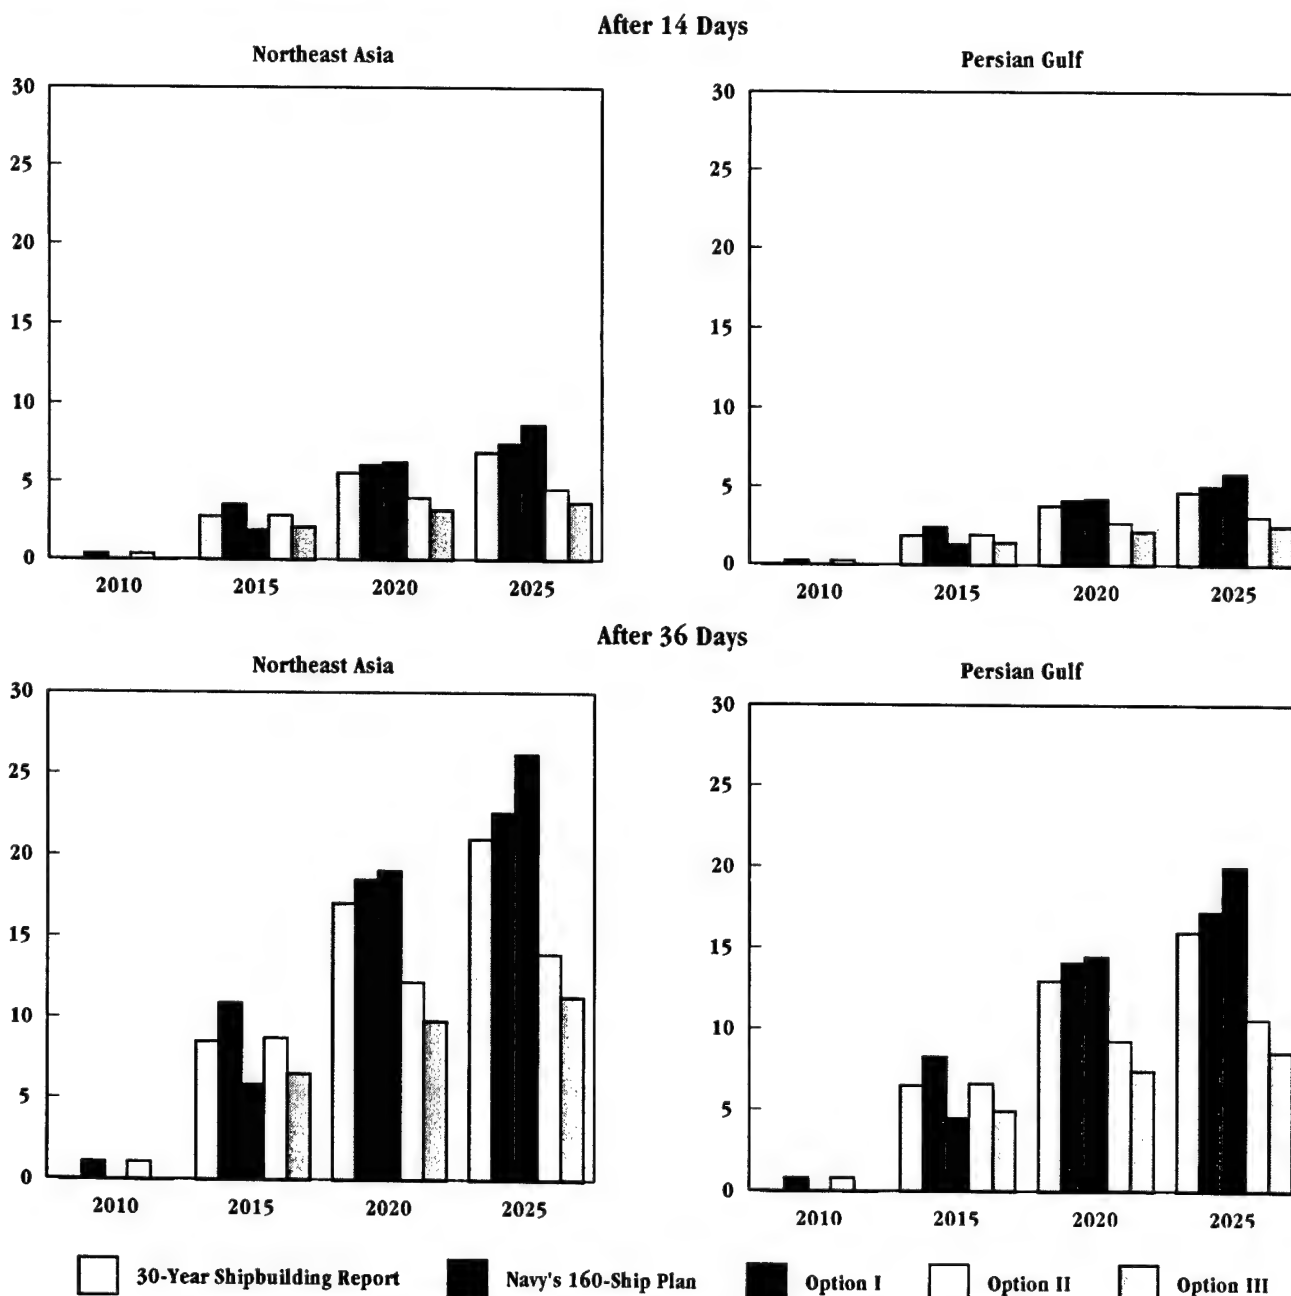 After 14 Days
Northeast Asia
30
25
20
15
10
5
0
2010 2015 2020 2025
Persian Gulf
30
25
20
15
10
5
0
2010 2015 2020 2025
After 36 Days
Northeast Asia
30
25
20
15
10
5
0
2010 2015 2020 2025
Persian Gulf
30
25
20
15
10
5
0
2010 2015 2020 2025
30-Year Shipbuilding Report Navy's 160-Ship Plan Option I Option II Option III